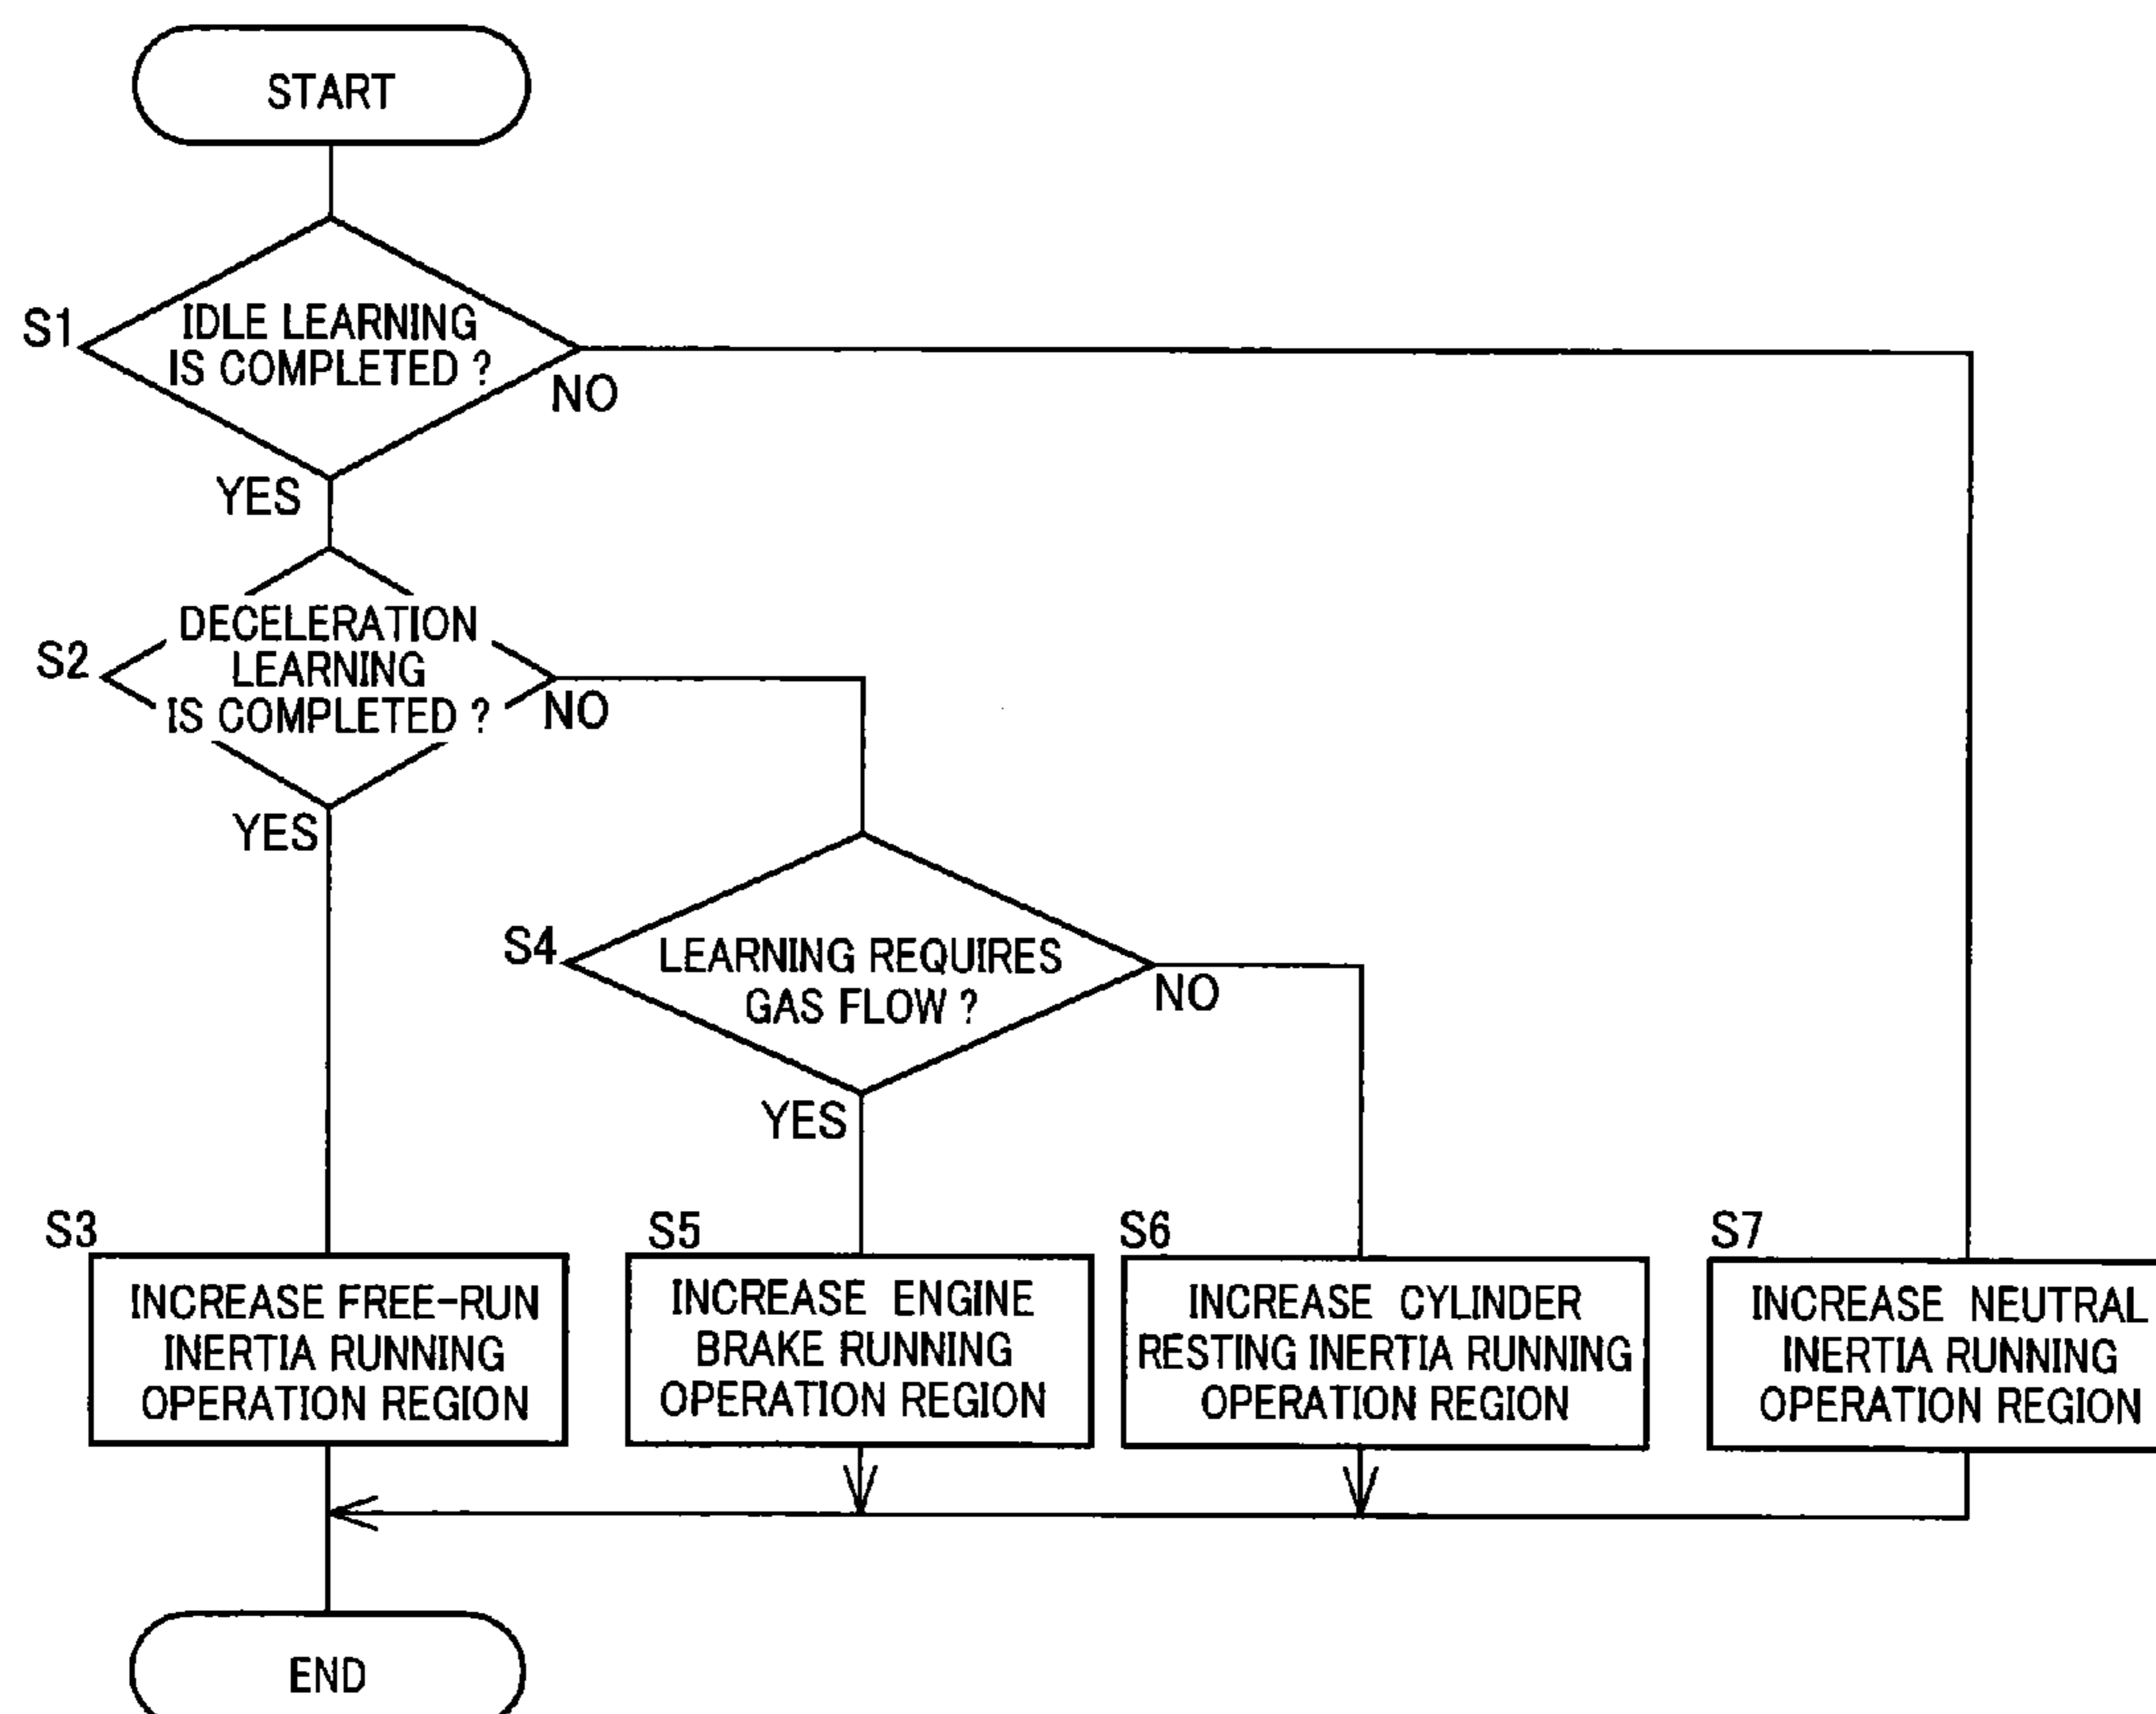 START
S1
IDLE LEARNING
IS COMPLETED ?
NO
YES
S2
DECELERATION
LEARNING
IS COMPLETED ?
NO
YES
S4
LEARNING REQUIRES
GAS FLOW ?
NO
YES
S3
INCREASE FREE-RUN
INERTIA RUNNING
OPERATION REGION
S5
INCREASE ENGINE
BRAKE RUNNING
OPERATION REGION
S6
INCREASE CYLINDER
RESTING INERTIA RUNNING
OPERATION REGION
S7
INCREASE NEUTRAL
INERTIA RUNNING
OPERATION REGION
END